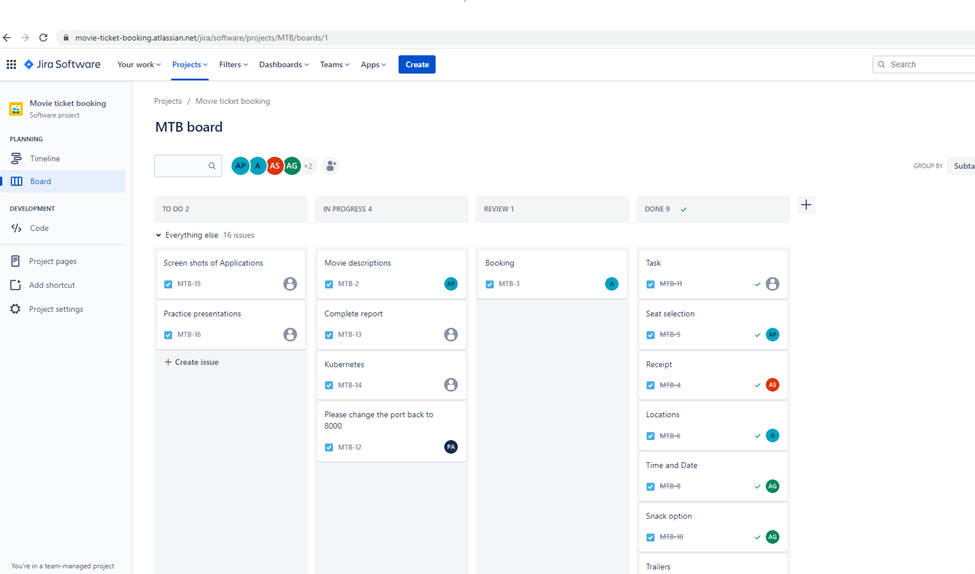 movie-ticket-booking.atlassian.net/jira/software/projects/MTB/boards/1
Jira Software Your work Projects Filters Dashboards Teams Apps Create Search
Movie ticket booking
Software project
PLANNING
Timeline
Board
DEVELOPMENT
Code
Project pages
Add shortcut
Project settings
You're in a team-managed project
Projects / Movie ticket booking
MTB board
AP A AS AG +2
GROUP BY Subta
TO DO 2
IN PROGRESS 4
REVIEW 1
DONE 9
Everything else 16 issues
Screen shots of Applications
MTB-15
Practice presentations
MTB-16
+ Create issue
Movie descriptions
MTB-2 AP
Complete report
MTB-13
Kubernetes
MTB-14
Please change the port back to
8000
MTB-12 PA
Booking
MTB-3 A
Task
MTB-11
Seat selection
MTB-5 AP
Receipt
MTB-4 AS
Locations
MTB-6 A
Time and Date
MTB-8 AG
Snack option
MTB-10 AG
Trailers